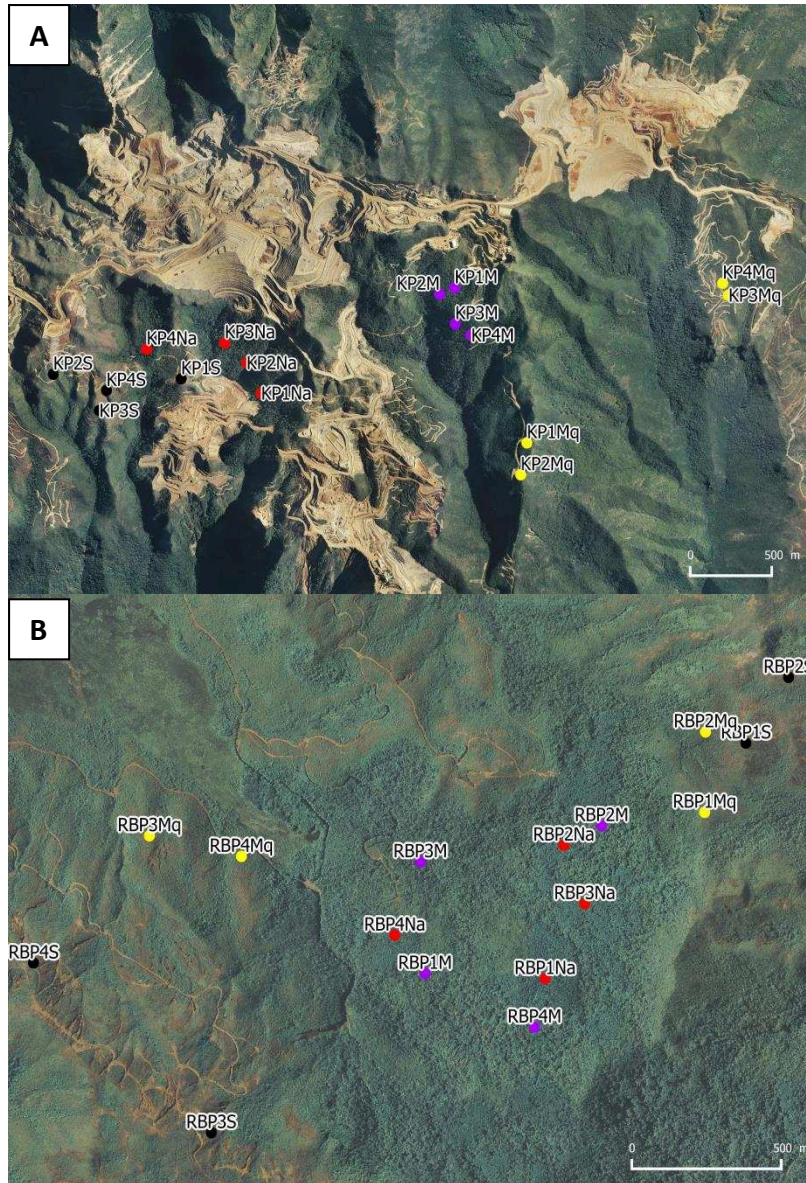 A
KP4Mq
KP1M
KP2M
KP3Mq
KP3M
KP3Na
KP4M
KP4Na
KP2Na
KP2S
KP1S
KP4S
KP1Na
KP3S
KP1Mq
KP2Mq
0 500 m
B
RBP2S
RBP2Mq
RBP1S
RBP1Mq
RBP2M
RBP3Mq
RBP2Na
RBP4Mq
RBP3M
RBP3Na
RBP4Na
RBP4S
RBP1M
RBP1Na
RBP4M
RBP3S
0 500 m